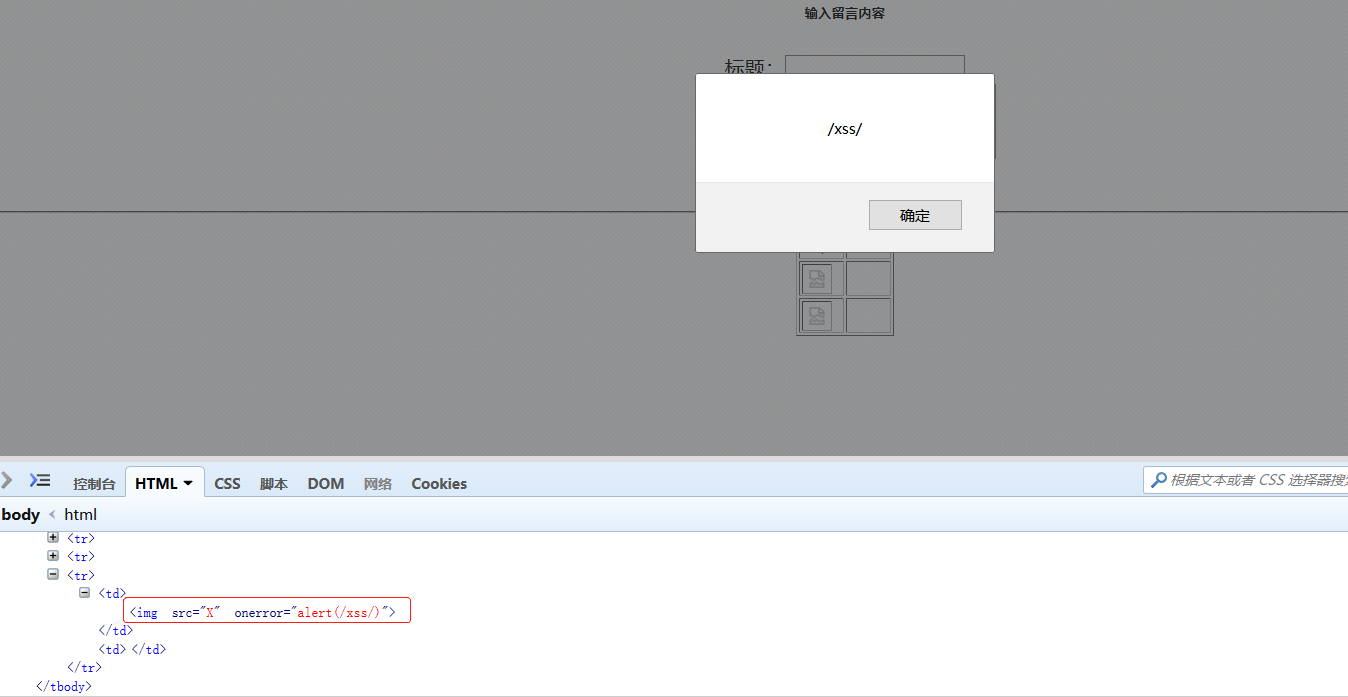 输入留言内容
标题：
/xss/
确定
控制台 HTML CSS 脚本 DOM 网络 Cookies
根据文本或者 CSS 选择器搜
body < html
<tr>
<tr>
<tr>
<td>
<img src="X" onerror="alert(/xss/)">
</td>
<td> </td>
</tr>
</tbody>